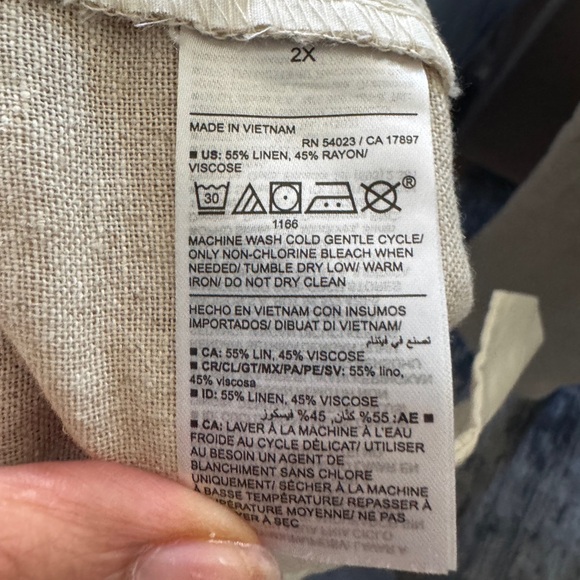 2X
MADE IN VIETNAM
RN 54023 / CA 17897
■ US: 55% LINEN, 45% RAYON/
VISCOSE
30
®
1166
MACHINE WASH COLD GENTLE CYCLE/
ONLY NON-CHLORINE BLEACH WHEN
NEEDED/ TUMBLE DRY LOW/ WARM
IRON/ DO NOT DRY CLEAN
HECHO EN VIETNAM CON INSUMOS
IMPORTADOS/ DIBUAT DI VIETNAM/
تصنع في فيتنام
■ CA: 55% LIN, 45% VISCOSE
■ CR/CL/GT/MX/PA/PE/SV: 55% lino,
45% viscosa
■ ID: 55% LINEN, 45% VISCOSE
■ AE: 55% كتان, 45% فيسكوز
■ CA: LAVER À LA MACHINE À L'EAU
FROIDE AU CYCLE DÉLICAT/ UTILISER
AU BESOIN UN AGENT DE
BLANCHIMENT SANS CHLORE
UNIQUEMENT/ SÉCHER À LA MACHINE
À BASSE TEMPÉRATURE/ REPASSER À
TEMPÉRATURE MOYENNE/ NE PAS
À SEC